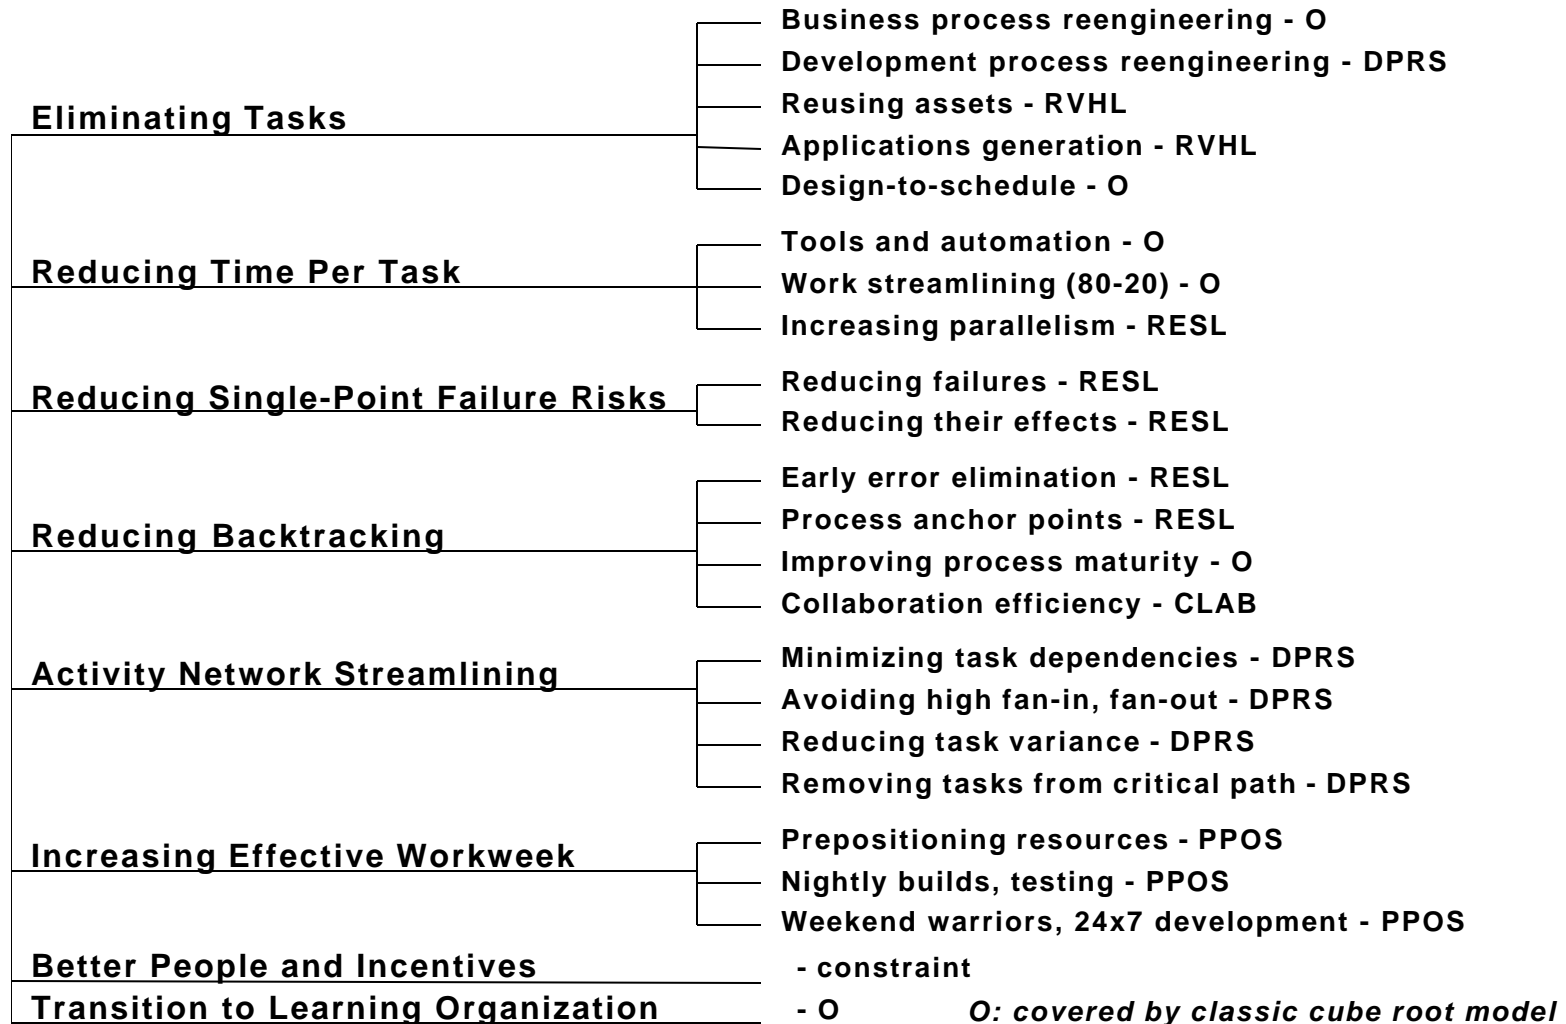 Eliminating Tasks
Business process reengineering - O
Development process reengineering - DPRS
Reusing assets - RVHL
Applications generation - RVHL
Design-to-schedule - O
Reducing Time Per Task
Tools and automation - O
Work streamlining (80-20) - O
Increasing parallelism - RESL
Reducing Single-Point Failure Risks
Reducing failures - RESL
Reducing their effects - RESL
Reducing Backtracking
Early error elimination - RESL
Process anchor points - RESL
Improving process maturity - O
Collaboration efficiency - CLAB
Activity Network Streamlining
Minimizing task dependencies - DPRS
Avoiding high fan-in, fan-out - DPRS
Reducing task variance - DPRS
Removing tasks from critical path - DPRS
Increasing Effective Workweek
Prepositioning resources - PPOS
Nightly builds, testing - PPOS
Weekend warriors, 24x7 development - PPOS
Better People and Incentives - constraint
Transition to Learning Organization - O
O: covered by classic cube root model